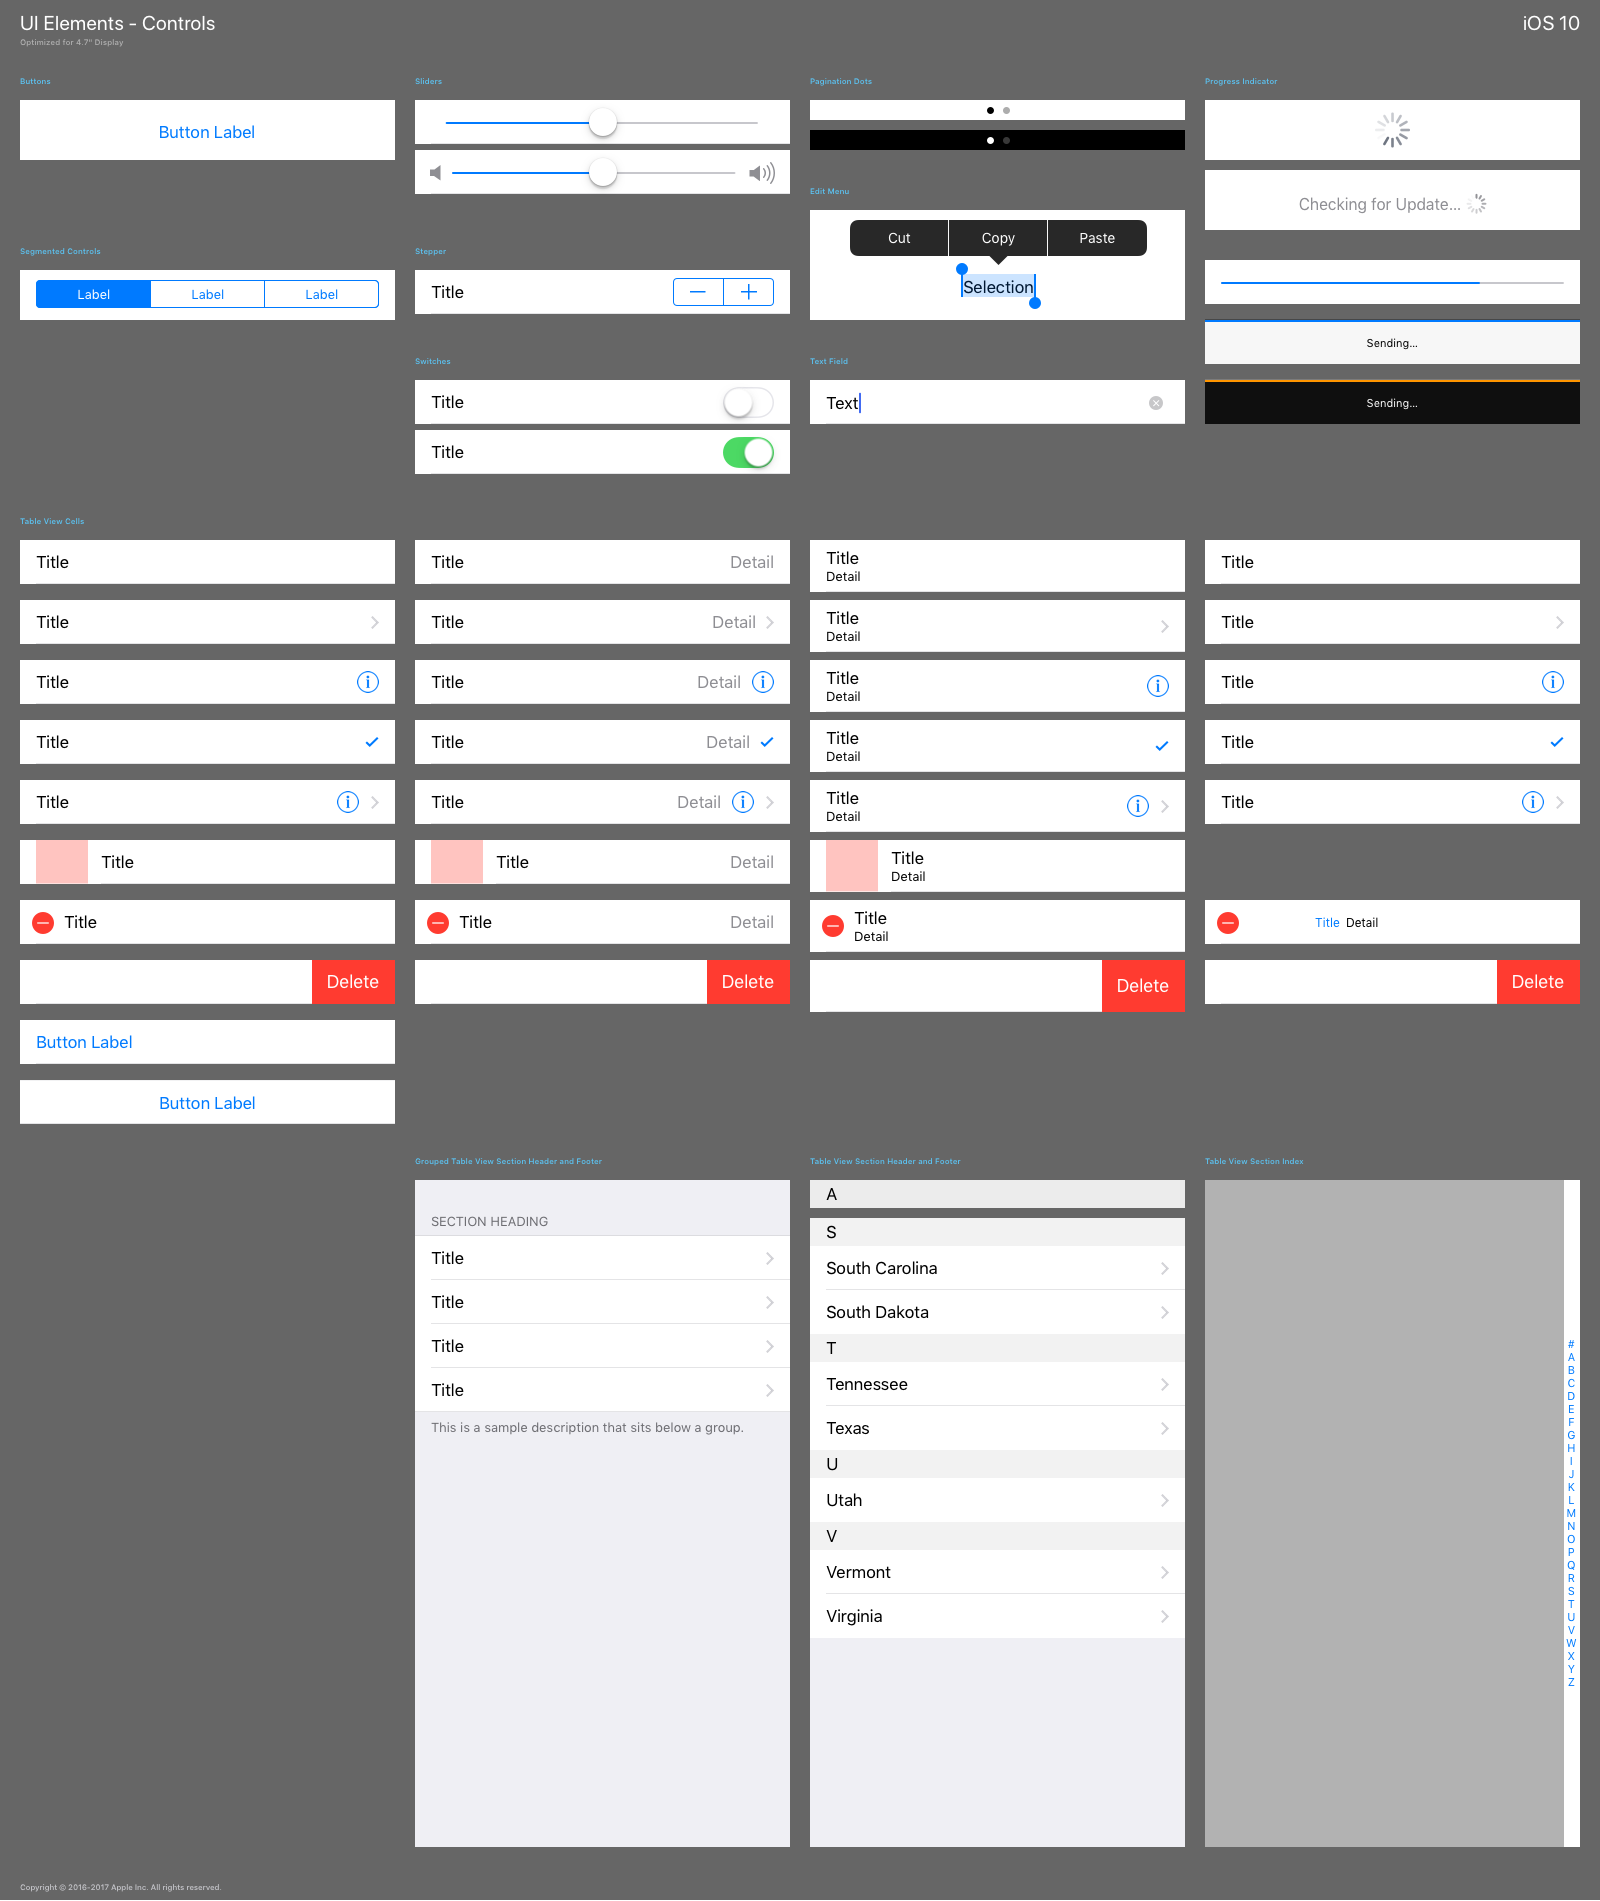 UI Elements - Controls
iOS 10
Optimized for 4.7" Display
Buttons
Button Label
Segmented Controls
Label Label Label
Sliders
Stepper
Title
Switches
Title
Title
Pagination Dots
Edit Menu
Cut Copy Paste
Selection
Text Field
Text
Progress Indicator
Checking for Update...
Sending...
Sending...
Table View Cells
Title
Title
Title
Title
Title
Title
Title
Delete
Button Label
Button Label
Title Detail
Title Detail
Title Detail
Title Detail
Title Detail
Title Detail
Title Detail
Delete
Title
Detail
Title
Detail
Title
Detail
Title
Detail
Title
Detail
Title
Detail
Title
Detail
Delete
Title
Title
Title
Title
Title
Title Detail
Delete
Grouped Table View Section Header and Footer
SECTION HEADING
Title
Title
Title
Title
This is a sample description that sits below a group.
Table View Section Header and Footer
A
S
South Carolina
South Dakota
T
Tennessee
Texas
U
Utah
V
Vermont
Virginia
Table View Section Index
#
A
B
C
D
E
F
G
H
I
J
K
L
M
N
O
P
Q
R
S
T
U
V
W
X
Y
Z
Copyright © 2016-2017 Apple Inc. All rights reserved.